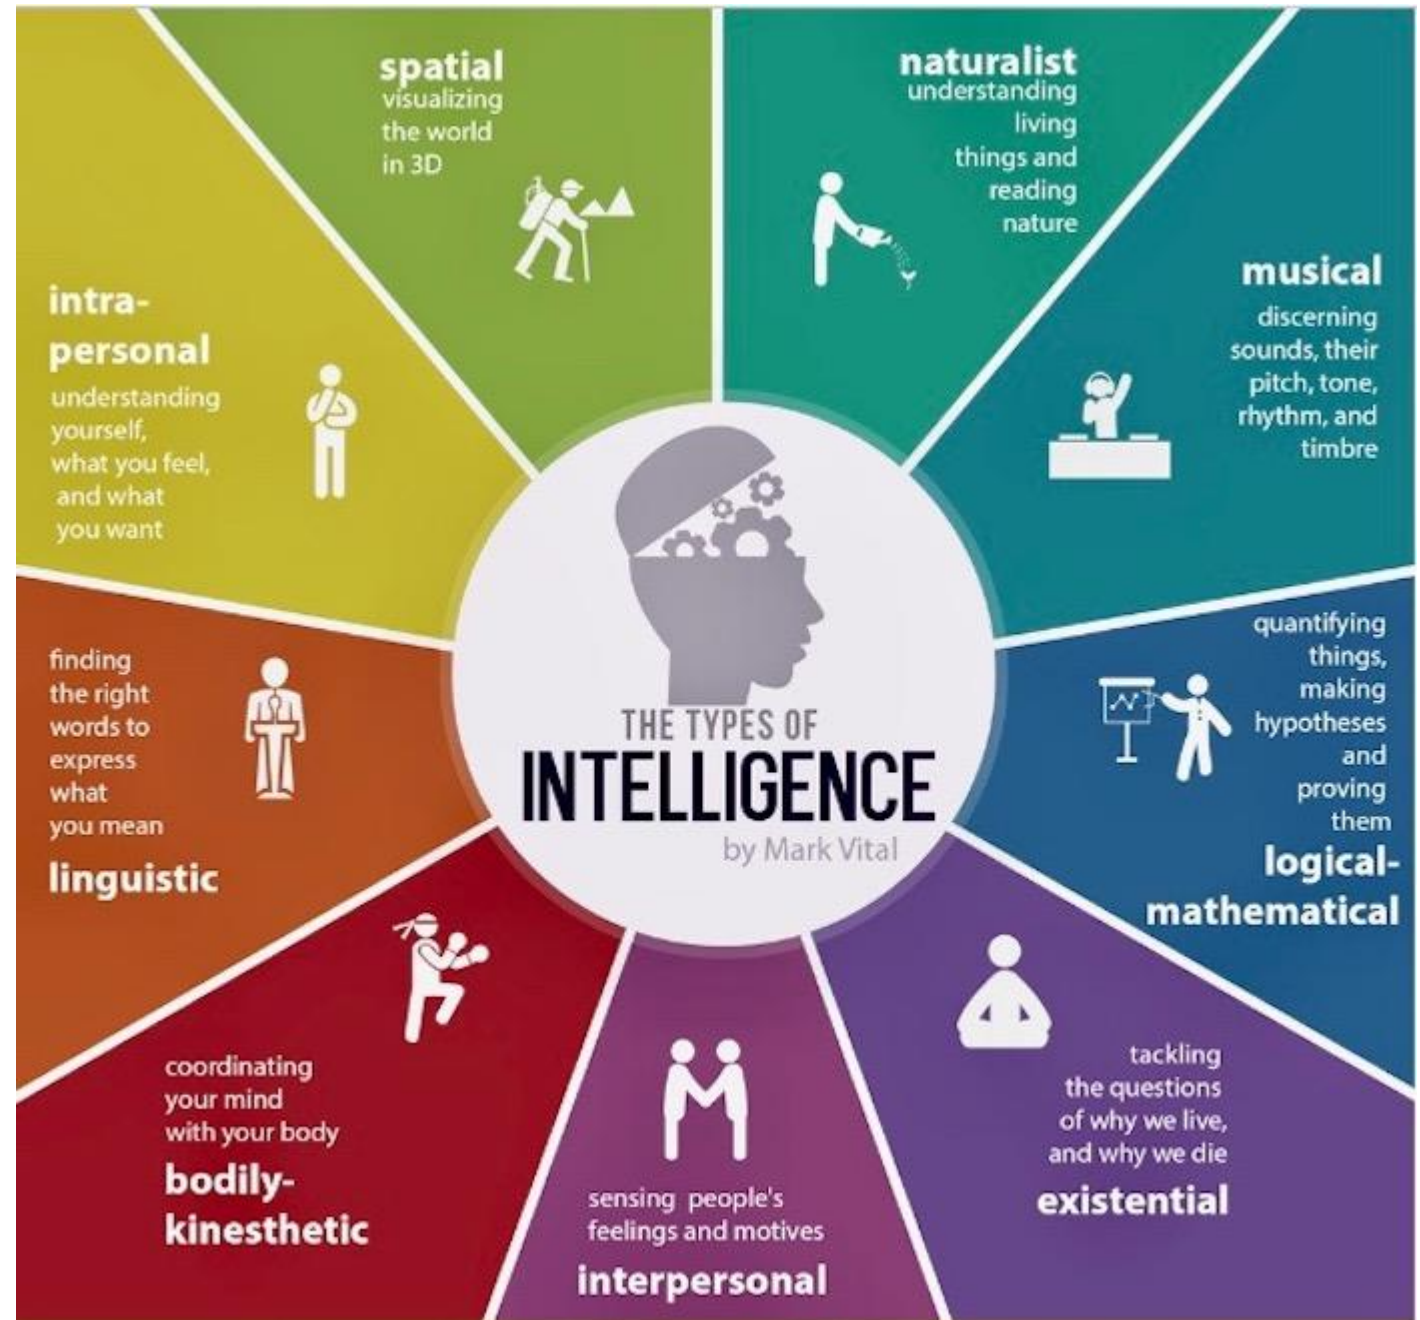 spatial
visualizing
the world
in 3D
naturalist
understanding
living
things and
reading
nature
musical
discerning
sounds, their
pitch, tone,
rhythm, and
timbre
quantifying
things,
making
hypotheses
and
proving
them
logical-
mathematical
tackling
the questions
of why we live,
and why we die
existential
sensing people's
feelings and motives
interpersonal
coordinating
your mind
with your body
bodily-
kinesthetic
finding
the right
words to
express
what
you mean
linguistic
intra-
personal
understanding
yourself,
what you feel,
and what
you want
THE TYPES OF
INTELLIGENCE
by Mark Vital